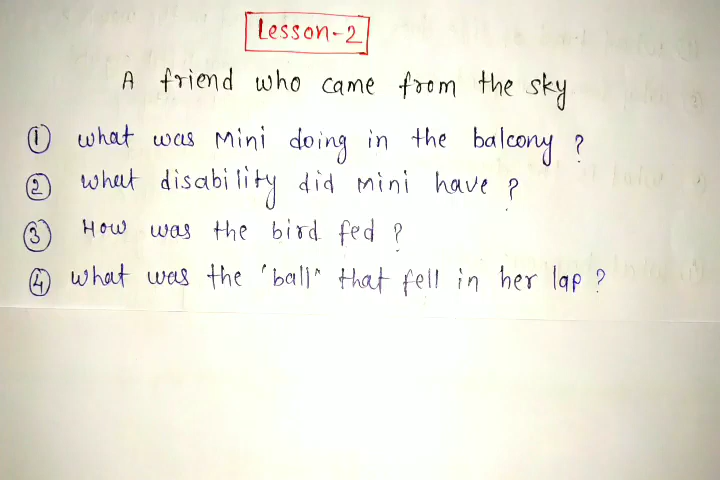 Lesson-2
A friend who came from the sky
① what was Mini doing in the balcony ?
② what disability did Mini have ?
③ How was the bird fed ?
④ what was the 'ball" that fell in her lap ?